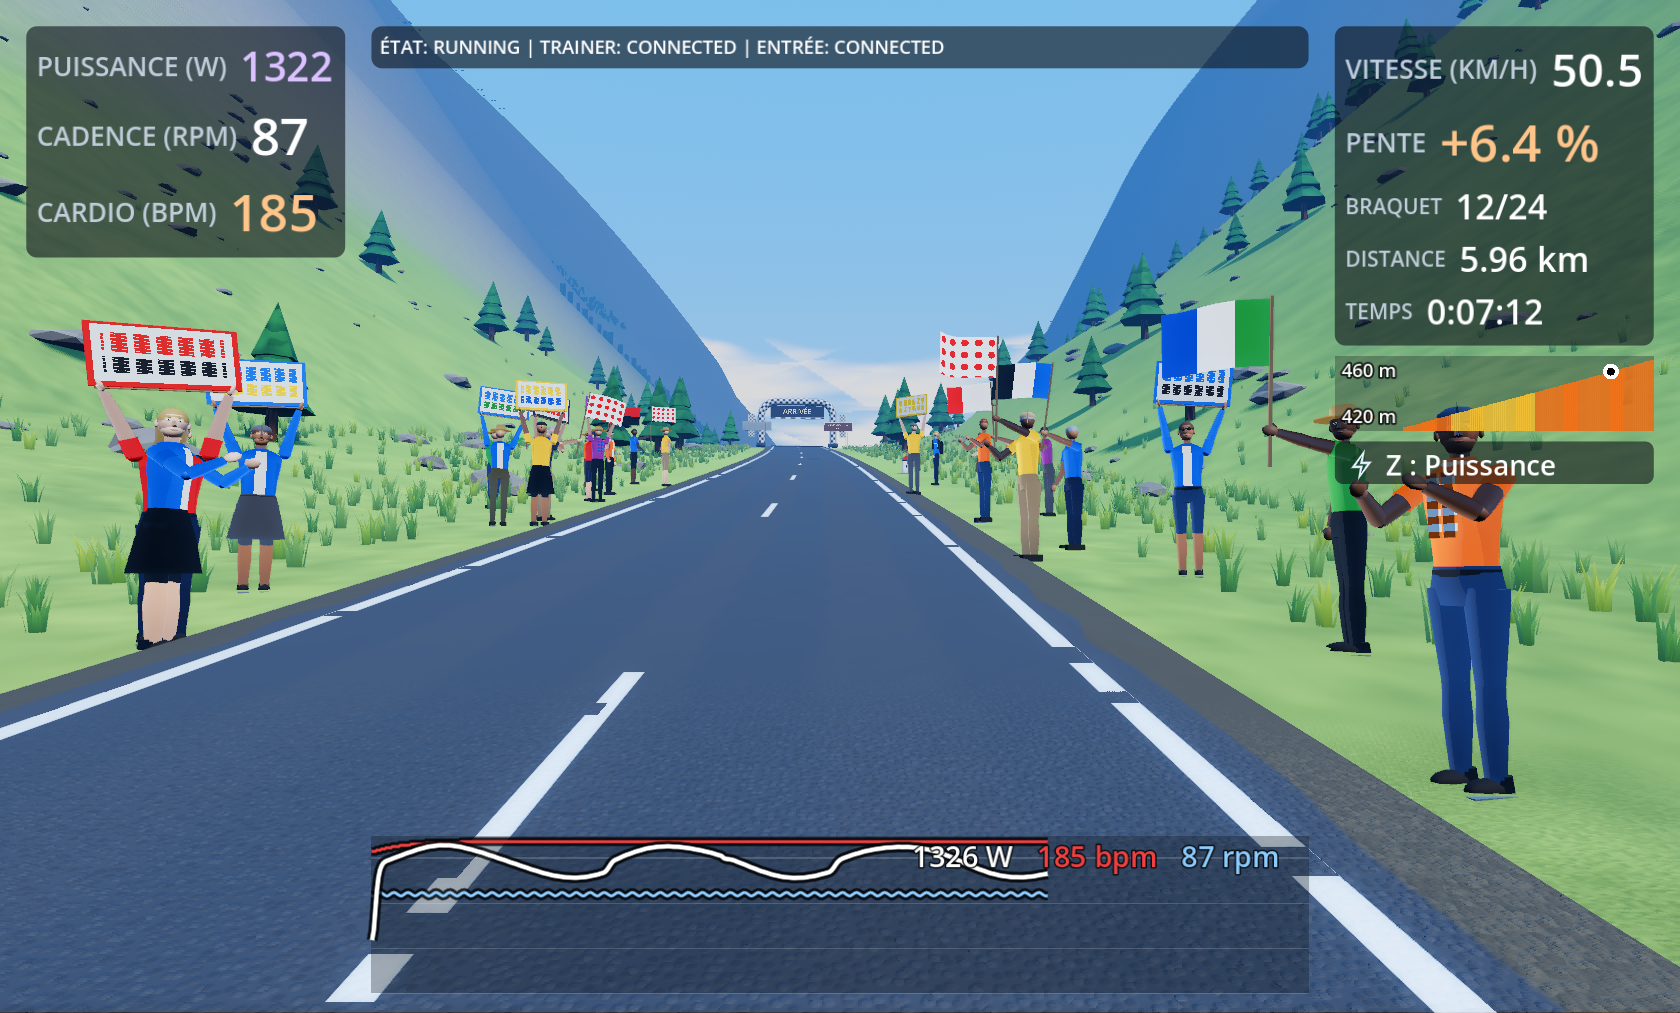 PUISSANCE (W) 1322
CADENCE (RPM) 87
CARDIO (BPM) 185
ÉTAT: RUNNING | TRAINER: CONNECTED | ENTRÉE: CONNECTED
VITESSE (KM/H) 50.5
PENTE +6.4 %
BRAQUET 12/24
DISTANCE 5.96 km
TEMPS 0:07:12
460 m
420 m
Z : Puissance
ARRIVÉE
1326 W 185 bpm 87 rpm